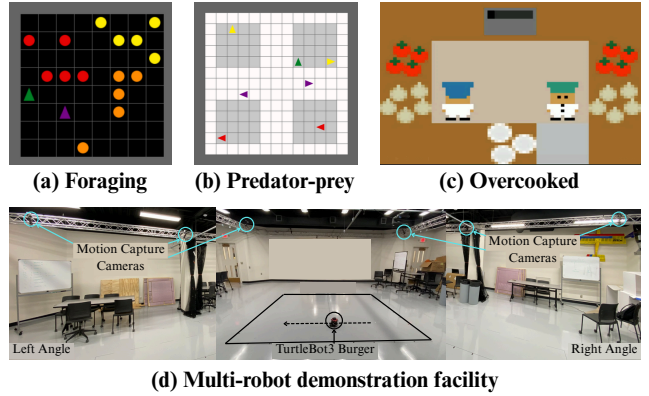 (a) Foraging
(b) Predator-prey
(c) Overcooked
Motion Capture
Cameras
Motion Capture
Cameras
Left Angle
TurtleBot3 Burger
Right Angle
(d) Multi-robot demonstration facility